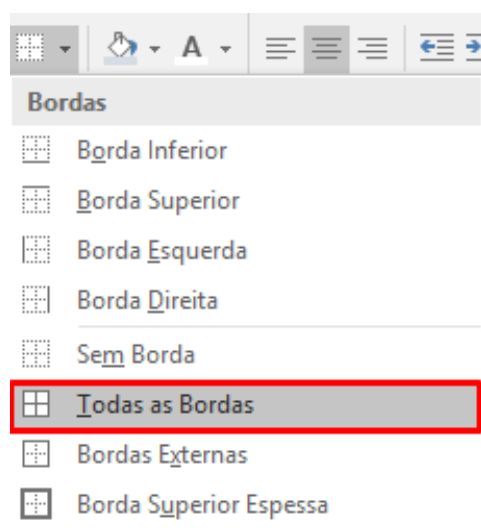 A
Bordas
Borda Inferior
Borda Superior
Borda Esquerda
Borda Direita
Sem Borda
Todas as Bordas
Bordas Externas
Borda Superior Espessa